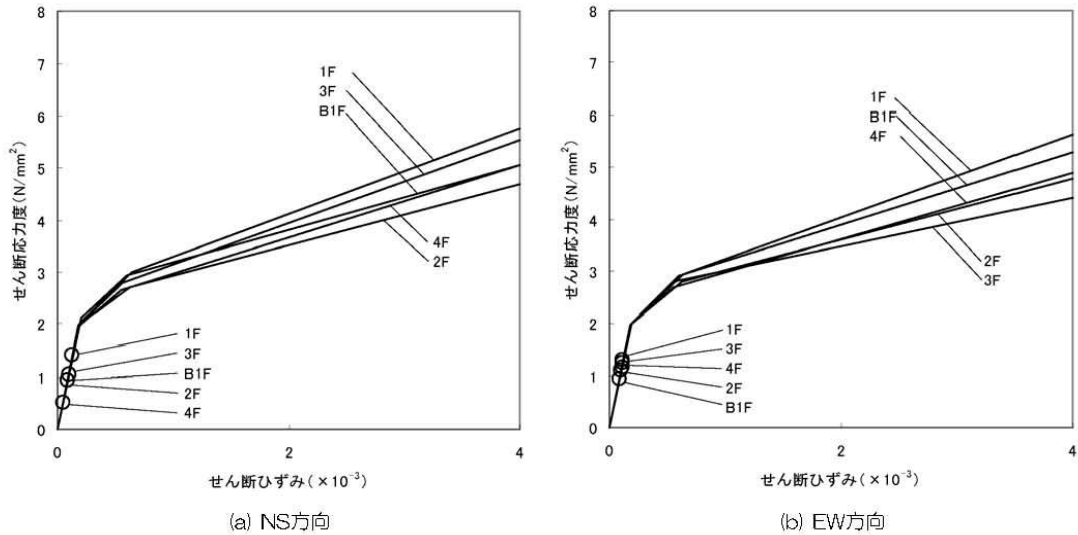 8
7
6
5
4
3
2
1
0
せん断応力度(N/mm²)
1F
3F
B1F
4F
2F
1F
3F
B1F
2F
4F
0
2
4
せん断ひずみ(×10⁻³)
(a) NS方向
8
7
6
5
4
3
2
1
0
せん断応力度(N/mm²)
1F
B1F
4F
2F
3F
1F
3F
4F
2F
B1F
0
2
4
せん断ひずみ(×10⁻³)
(b) EW方向